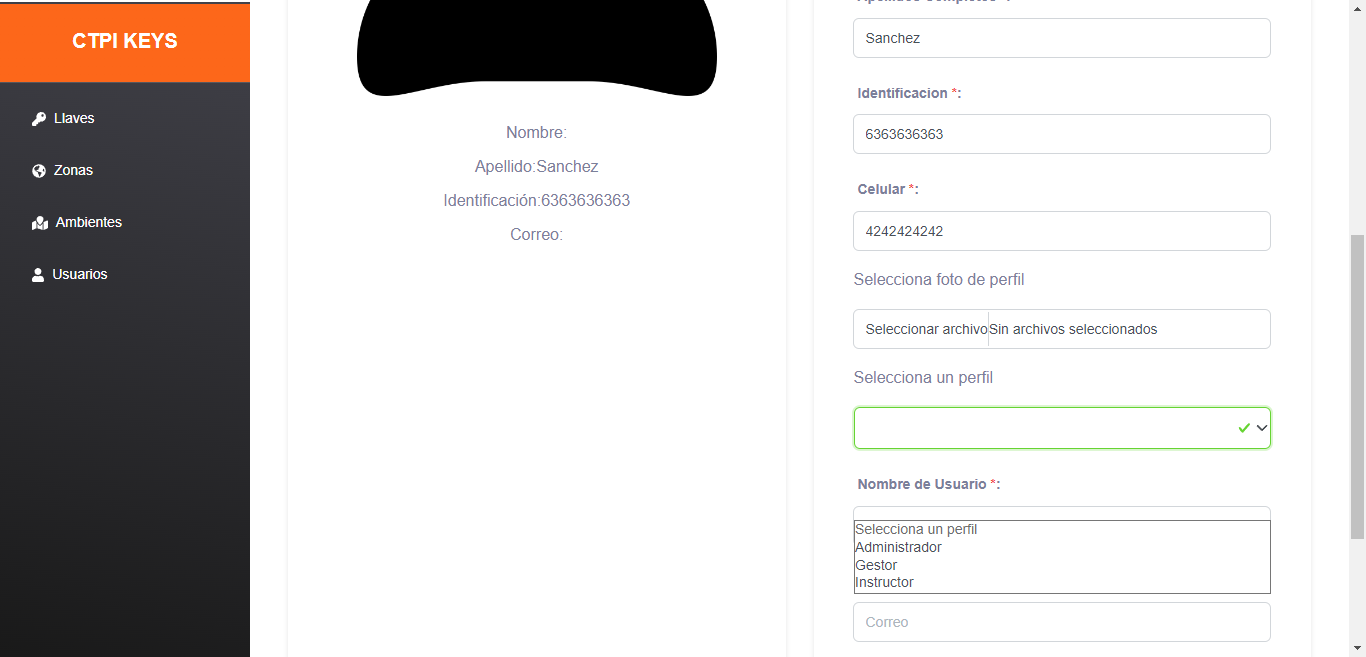 CTPI KEYS
Llaves
Zonas
Ambientes
Usuarios
Nombre:
Apellido:Sanchez
Identificación:6363636363
Correo:
Sanchez
Identificacion *:
6363636363
Celular *:
4242424242
Selecciona foto de perfil
Seleccionar archivo Sin archivos seleccionados
Selecciona un perfil
Nombre de Usuario *:
Selecciona un perfil
Administrador
Gestor
Instructor
Correo